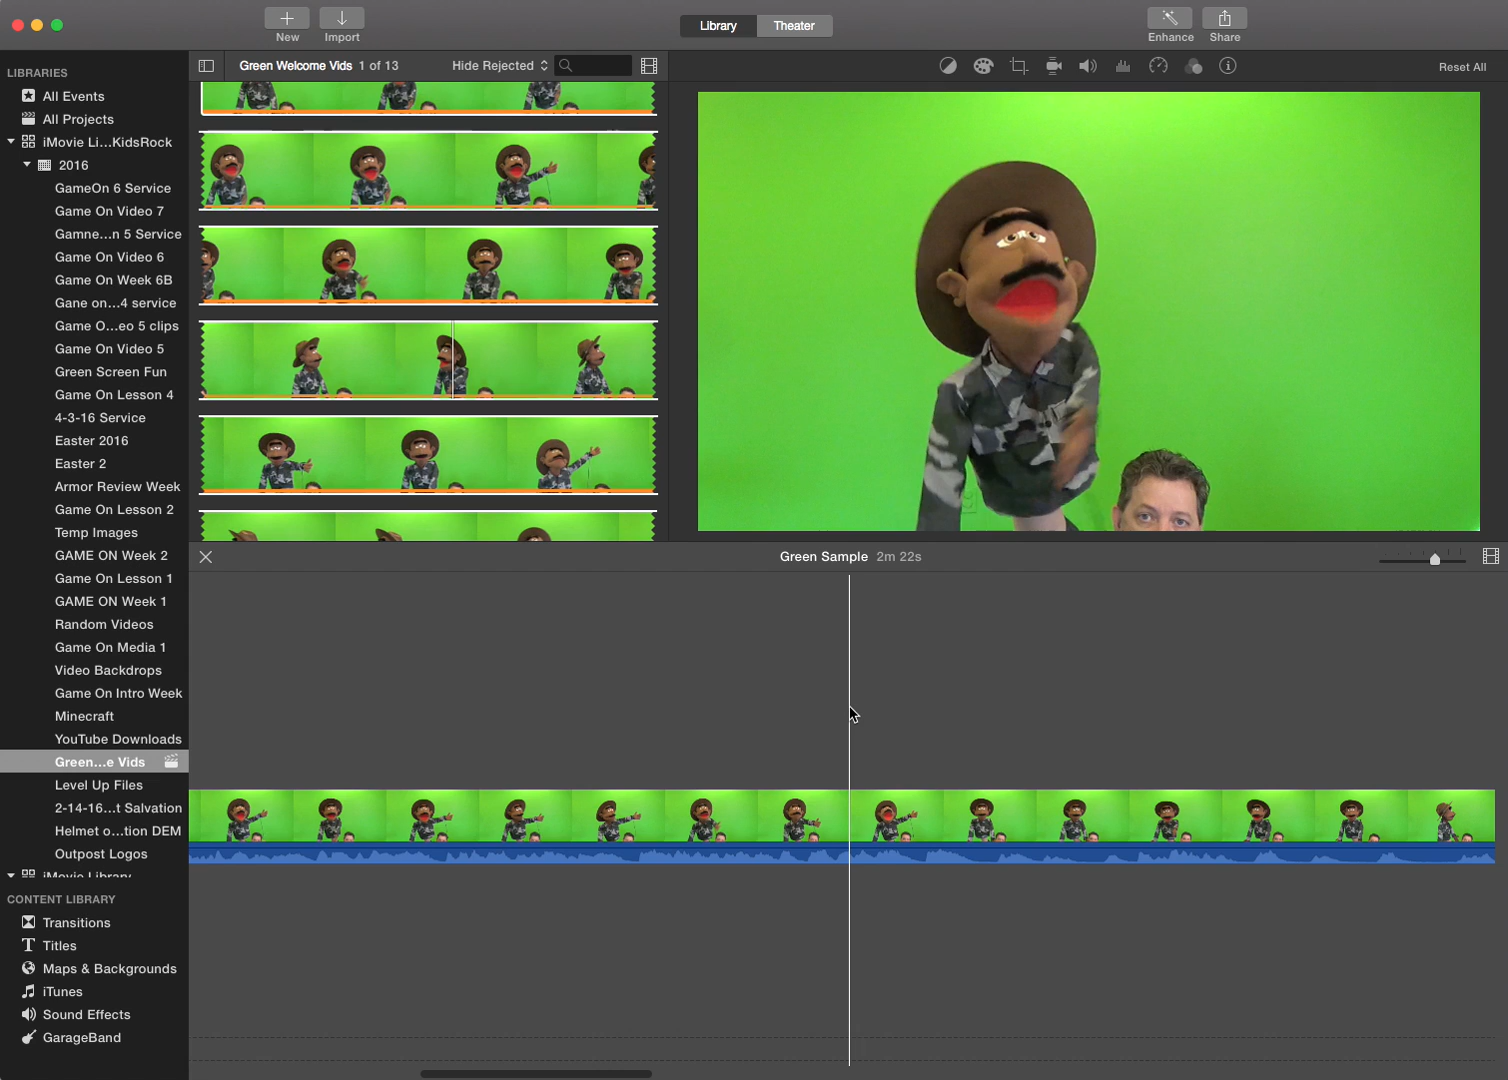 Library
Theater
New
Import
Enhance
Share
LIBRARIES
All Events
All Projects
iMovie Li...KidsRock
2016
GameOn 6 Service
Game On Video 7
Gamne...n 5 Service
Game On Video 6
Game On Week 6B
Gane on...4 service
Game O...eo 5 clips
Game On Video 5
Green Screen Fun
Game On Lesson 4
4-3-16 Service
Easter 2016
Easter 2
Armor Review Week
Game On Lesson 2
Temp Images
GAME ON Week 2
Game On Lesson 1
GAME ON Week 1
Random Videos
Game On Media 1
Video Backdrops
Game On Intro Week
Minecraft
YouTube Downloads
Green...e Vids
Level Up Files
2-14-16...t Salvation
Helmet o...tion DEM
Outpost Logos
iMovie Library
CONTENT LIBRARY
Transitions
Titles
Maps & Backgrounds
iTunes
Sound Effects
GarageBand
Green Welcome Vids 1 of 13
Hide Rejected
Reset All
Green Sample 2m 22s